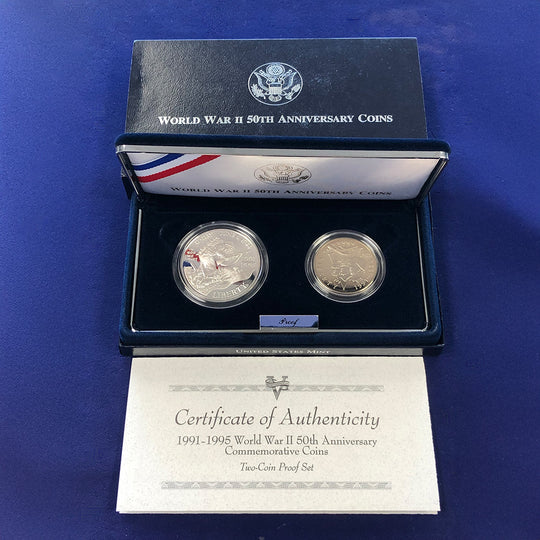 WORLD WAR II 50TH ANNIVERSARY COINS
WORLD WAR II 50TH ANNIVERSARY COINS
LIBERTY
Proof
UNITED STATES MINT
Certificate of Authenticity
1991-1995 World War II 50th Anniversary
Commemorative Coins
Two-Coin Proof Set